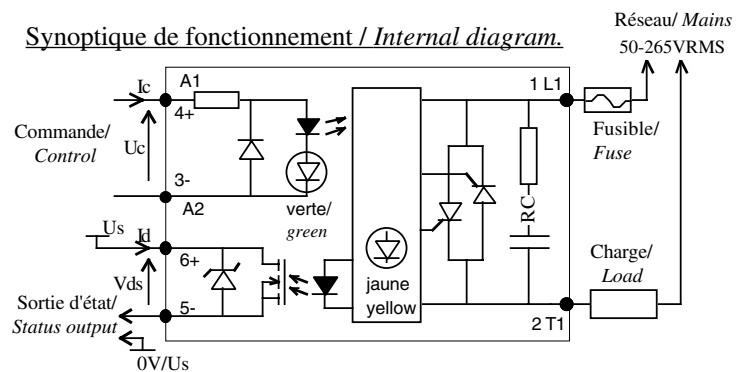 Synoptique de fonctionnement / Internal diagram.
Réseau/ Mains
50-265VRMS
Ic
A1
4+
1 L1
Commande/
Control
Uc
Fusible/
Fuse
3-
A2
verte/
green
RC
Us
Id
6+
Vds
jaune
yellow
Charge/
Load
Sortie d'état/
Status output
5-
2 T1
0V/Us